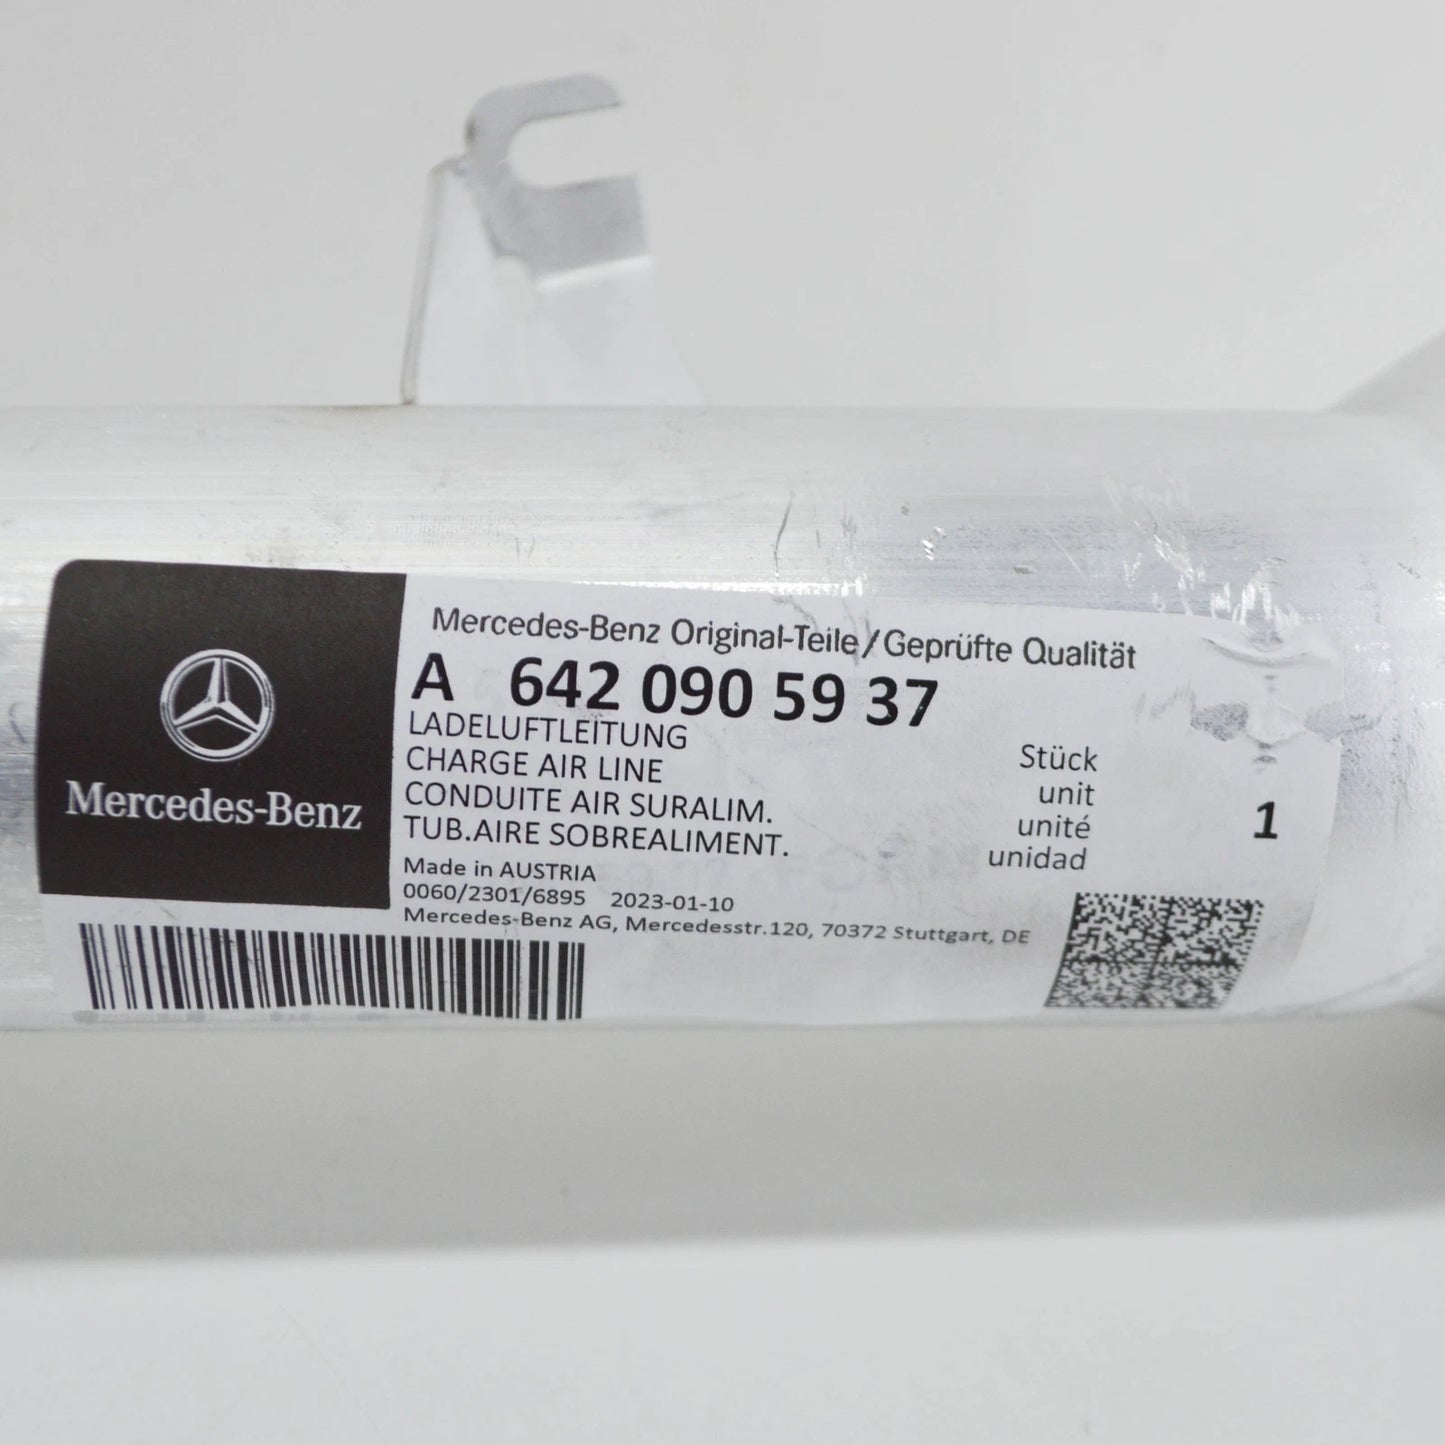 Mercedes-Benz
Mercedes-Benz Original-Teile/Geprüfte Qualität
A 642 090 59 37
LADELUFTLEITUNG
CHARGE AIR LINE
CONDUITE AIR SURALIM.
TUB.AIRE SOBREALIMENT.
Stück
unit
unité
unidad
1
Made in AUSTRIA
0060/2301/6895 2023-01-10
Mercedes-Benz AG, Mercedesstr.120, 70372 Stuttgart, DE